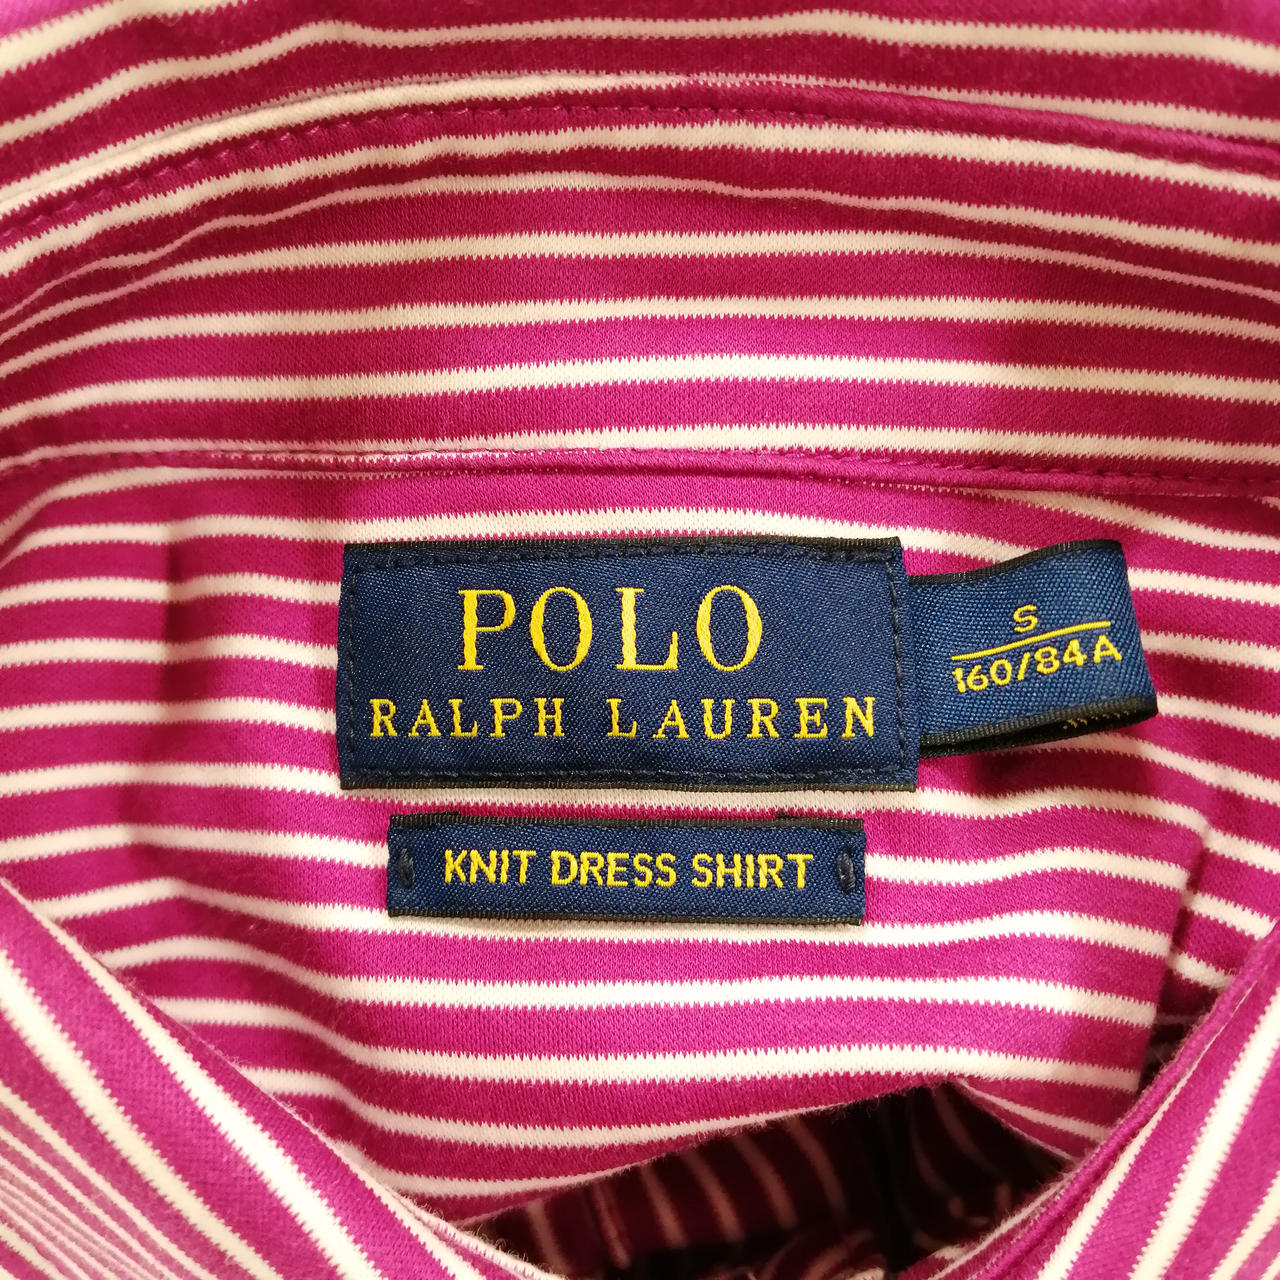 POLO
RALPH LAUREN
S
160/84A
KNIT DRESS SHIRT